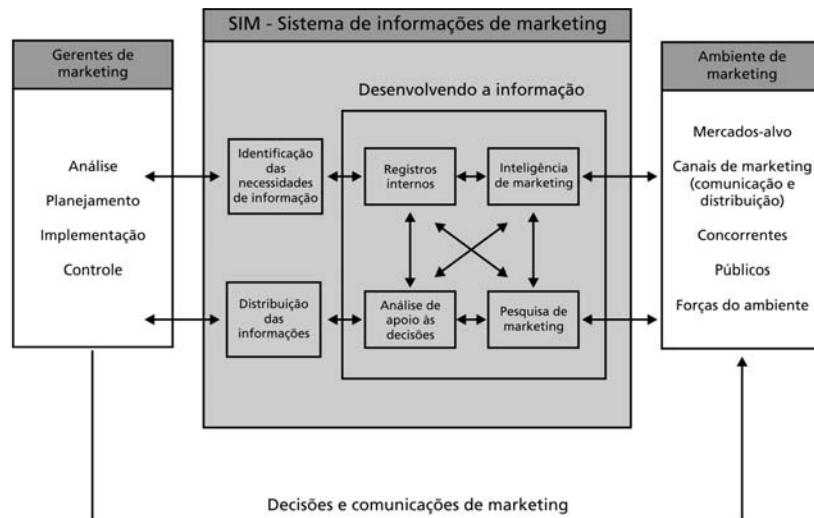 SIM - Sistema de informações de marketing
Gerentes de
marketing
Análise
Planejamento
Implementação
Controle
Identificação
das
necessidades
de informação
Distribuição
das
informações
Desenvolvendo a informação
Registros
internos
Inteligência
de marketing
Análise de
apoio às
decisões
Pesquisa de
marketing
Ambiente de
marketing
Mercados-alvo
Canais de marketing
(comunicação e
distribuição)
Concorrentes
Públicos
Forças do ambiente
Decisões e comunicações de marketing